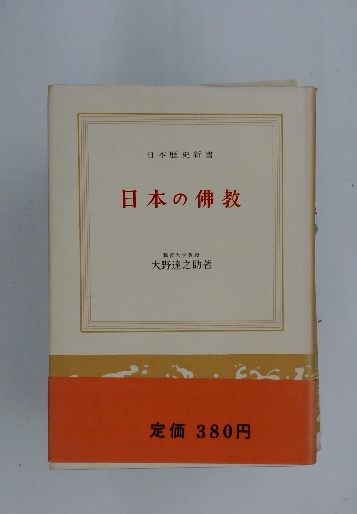 日本歴史新書
日本の佛教
大野達之助著
定価 380円